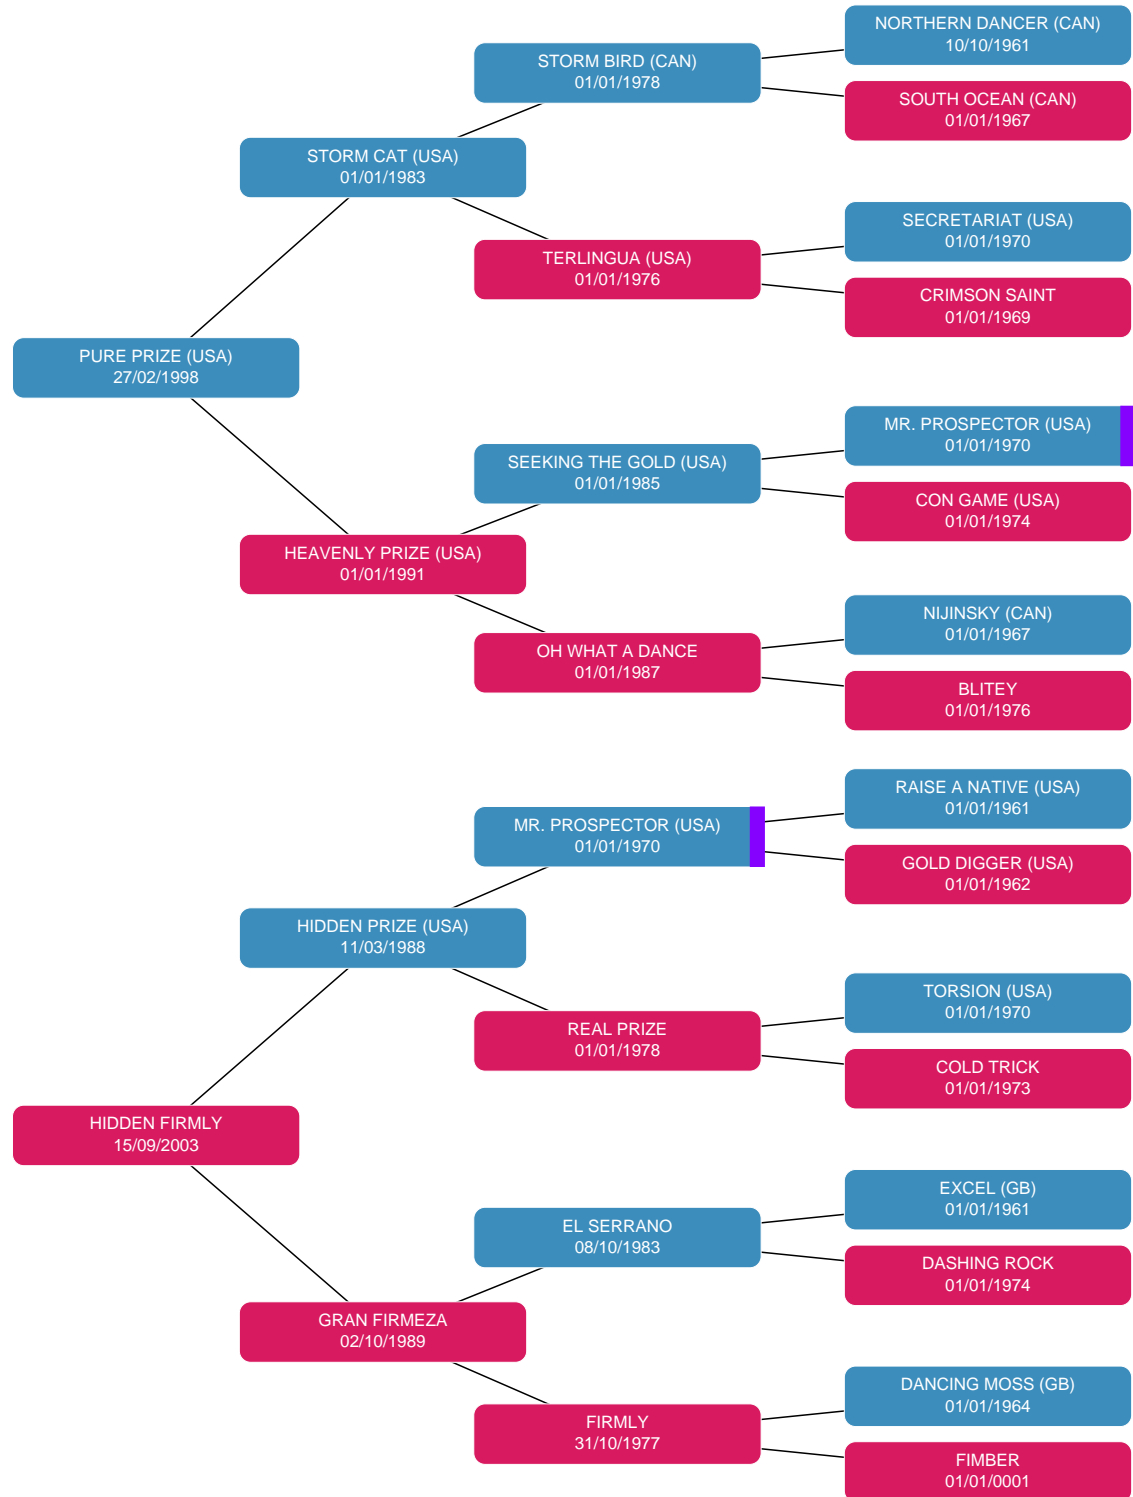 NORTHERN DANCER (CAN)
10/10/1961
STORM BIRD (CAN)
01/01/1978
SOUTH OCEAN (CAN)
01/01/1967
STORM CAT (USA)
01/01/1983
SECRETARIAT (USA)
01/01/1970
TERLINGUA (USA)
01/01/1976
CRIMSON SAINT
01/01/1969
PURE PRIZE (USA)
27/02/1998
MR. PROSPECTOR (USA)
01/01/1970
SEEKING THE GOLD (USA)
01/01/1985
CON GAME (USA)
01/01/1974
HEAVENLY PRIZE (USA)
01/01/1991
NIJINSKY (CAN)
01/01/1967
OH WHAT A DANCE
01/01/1987
BLITEY
01/01/1976
RAISE A NATIVE (USA)
01/01/1961
MR. PROSPECTOR (USA)
01/01/1970
GOLD DIGGER (USA)
01/01/1962
HIDDEN PRIZE (USA)
11/03/1988
TORSION (USA)
01/01/1970
REAL PRIZE
01/01/1978
COLD TRICK
01/01/1973
HIDDEN FIRMLY
15/09/2003
EXCEL (GB)
01/01/1961
EL SERRANO
08/10/1983
DASHING ROCK
01/01/1974
GRAN FIRMEZA
02/10/1989
DANCING MOSS (GB)
01/01/1964
FIRMLY
31/10/1977
FIMBER
01/01/0001